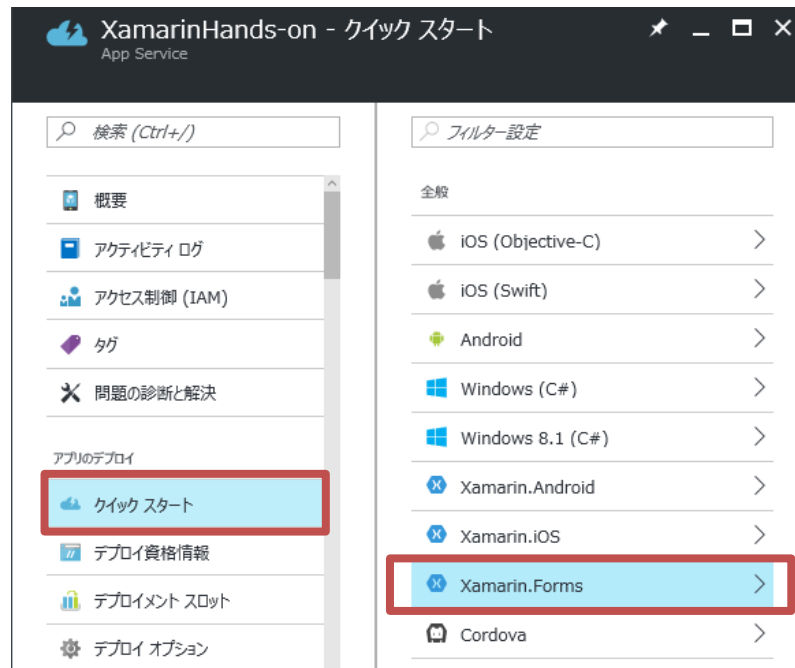 XamarinHands-on - クイック スタート
App Service
検索 (Ctrl+/)
概要
アクティビティ ログ
アクセス制御 (IAM)
タグ
問題の診断と解決
アプリのデプロイ
クイック スタート
デプロイ資格情報
デプロイメント スロット
デプロイ オプション
フィルター設定
全般
iOS (Objective-C)
iOS (Swift)
Android
Windows (C#)
Windows 8.1 (C#)
Xamarin.Android
Xamarin.iOS
Xamarin.Forms
Cordova